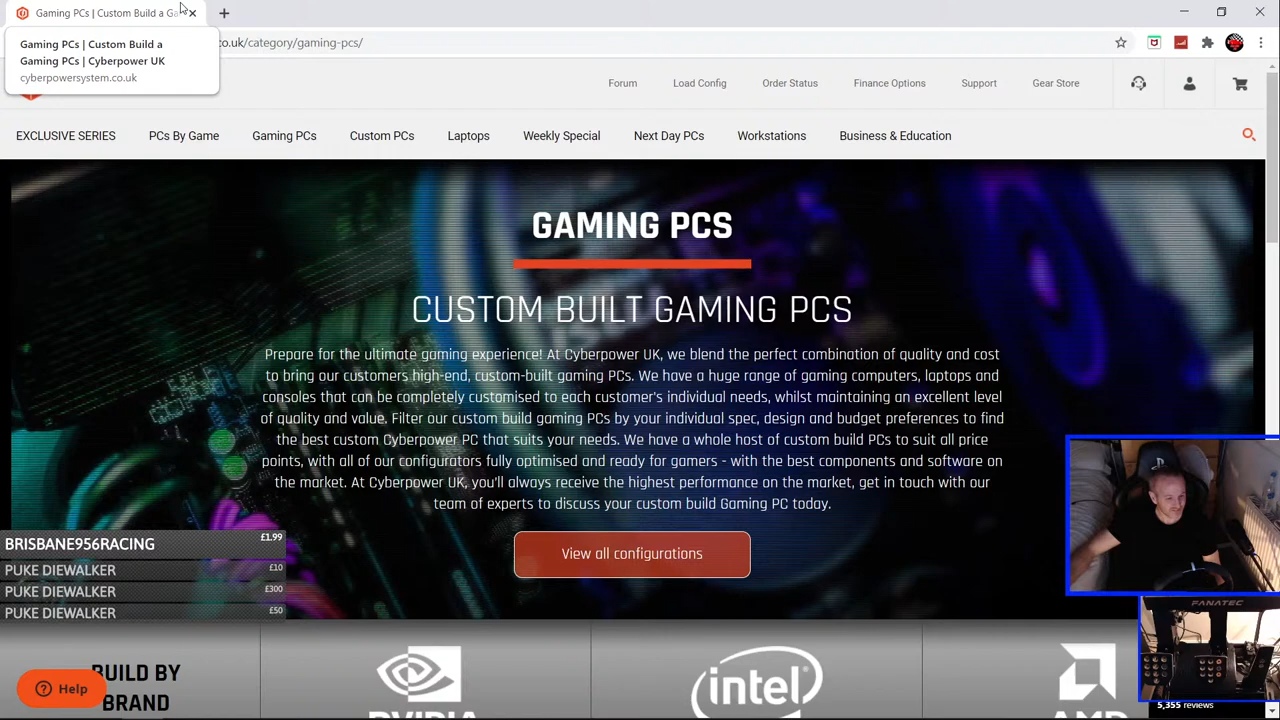 Gaming PCs | Custom Build a Ga
Gaming PCs | Custom Build a
Gaming PCs | Cyberpower UK
cyberpowersystem.co.uk
co.uk/category/gaming-pcs/
Forum Load Config Order Status Finance Options Support Gear Store
EXCLUSIVE SERIES PCs By Game Gaming PCs Custom PCs Laptops Weekly Special Next Day PCs Workstations Business & Education
GAMING PCS
CUSTOM BUILT GAMING PCS
Prepare for the ultimate gaming experience! At Cyberpower UK, we blend the perfect combination of quality and cost
to bring our customers high-end, custom-built gaming PCs. We have a huge range of gaming computers, laptops and
consoles that can be completely customised to each customer's individual needs, whilst maintaining an excellent level
of quality and value. Filter our custom build gaming PCs by your individual spec, design and budget preferences to find
the best custom Cyberpower PC that suits your needs. We have a whole host of custom build PCs to suit all price
points, with all of our configurators fully optimised and ready for gamers - with the best components and software on
the market. At Cyberpower UK, you'll always receive the highest performance on the market, get in touch with our
team of experts to discuss your custom build Gaming PC today.
View all configurations
BRISBANE956RACING £1.99
PUKE DIEWALKER £10
PUKE DIEWALKER £300
PUKE DIEWALKER £50
FANATEC
BUILD BY
BRAND
NVIDIA
intel
AMD
Help
5,355 reviews